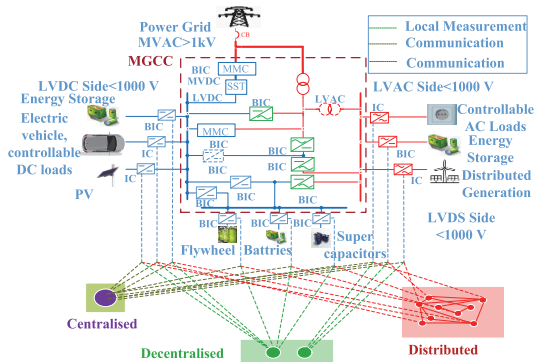 Power Grid
MVAC>1kV
CB
Local Measurement
Communication
Communication
MGCC
BIC
MVDC
MMC
SST
LVDC
LVDC Side<1000 V
Energy Storage
BIC
Electric
vehicle,
controllable
DC loads
IC
IC
PV
BIC
MMC
BIC
BIC
BIC
BIC
LVAC
LVAC Side<1000 V
IC
Controllable
AC Loads
BIC
Energy
Storage
IC
Distributed
Generation
LVDS Side
<1000 V
BIC
BIC
BIC
Flywheel
Battries
Super
capacitors
Centralised
Decentralised
Distributed